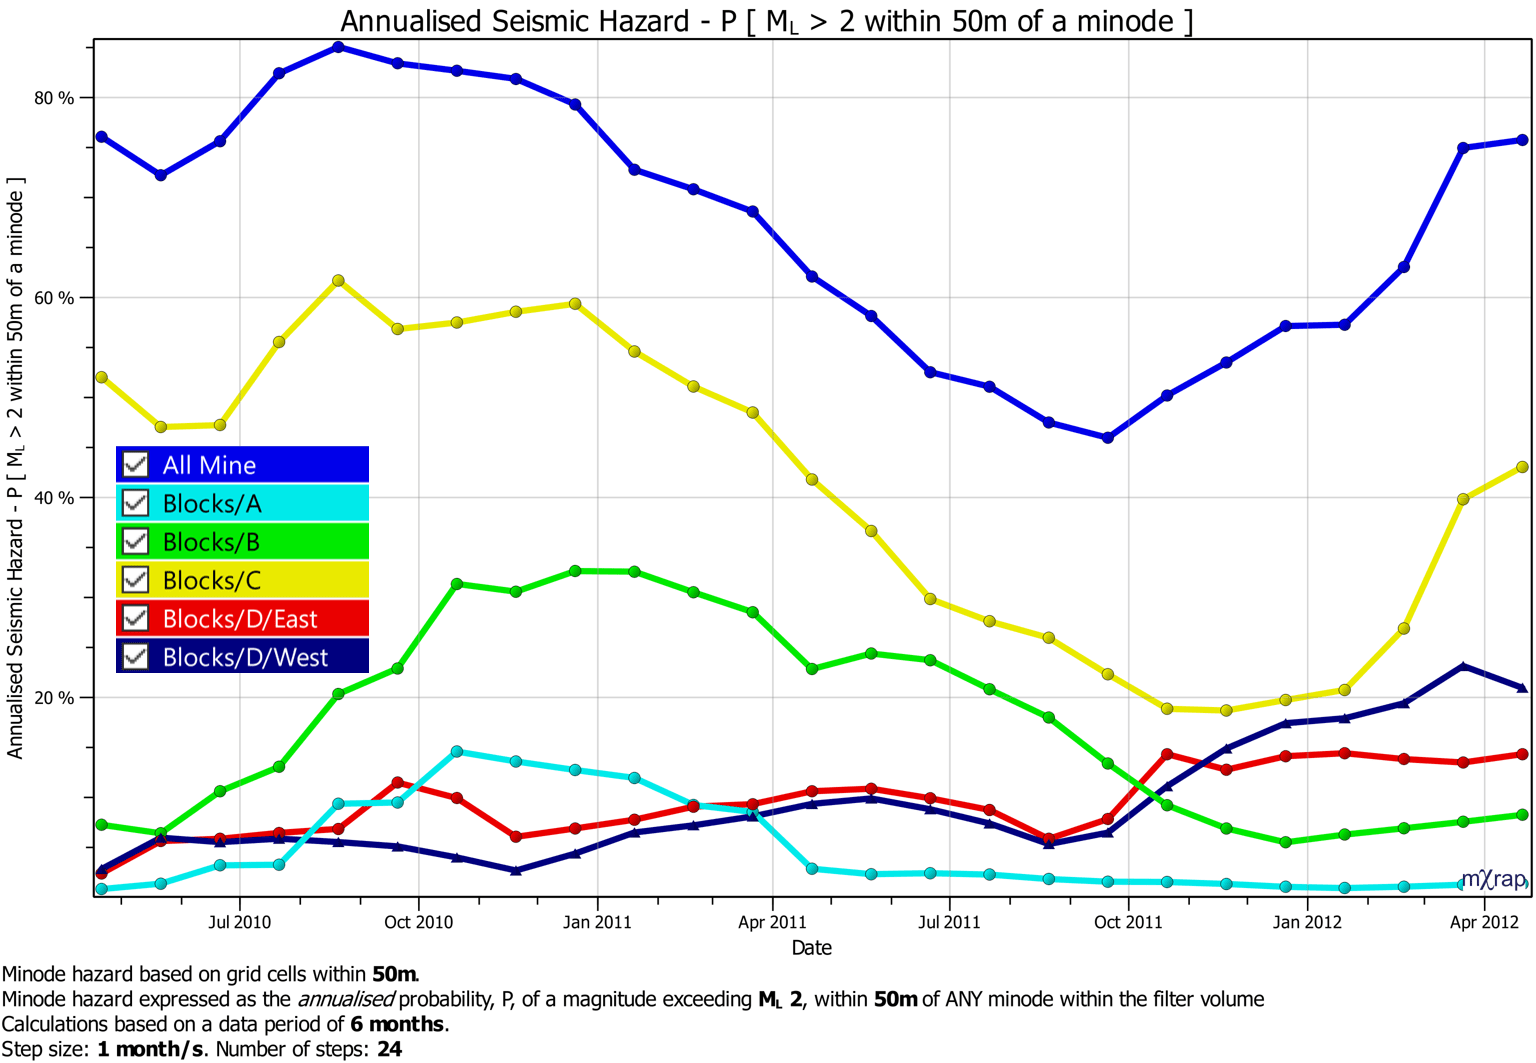 Annualised Seismic Hazard - P [ ML > 2 within 50m of a minode ]
Annualised Seismic Hazard - P [ ML > 2 within 50m of a minode ]
80 %
60 %
40 %
20 %
All Mine
Blocks/A
Blocks/B
Blocks/C
Blocks/D/East
Blocks/D/West
mXrap
Jul 2010 Oct 2010 Jan 2011 Apr 2011 Jul 2011 Oct 2011 Jan 2012 Apr 2012
Date
Minode hazard based on grid cells within 50m.
Minode hazard expressed as the annualised probability, P, of a magnitude exceeding ML 2, within 50m of ANY minode within the filter volume
Calculations based on a data period of 6 months.
Step size: 1 month/s. Number of steps: 24